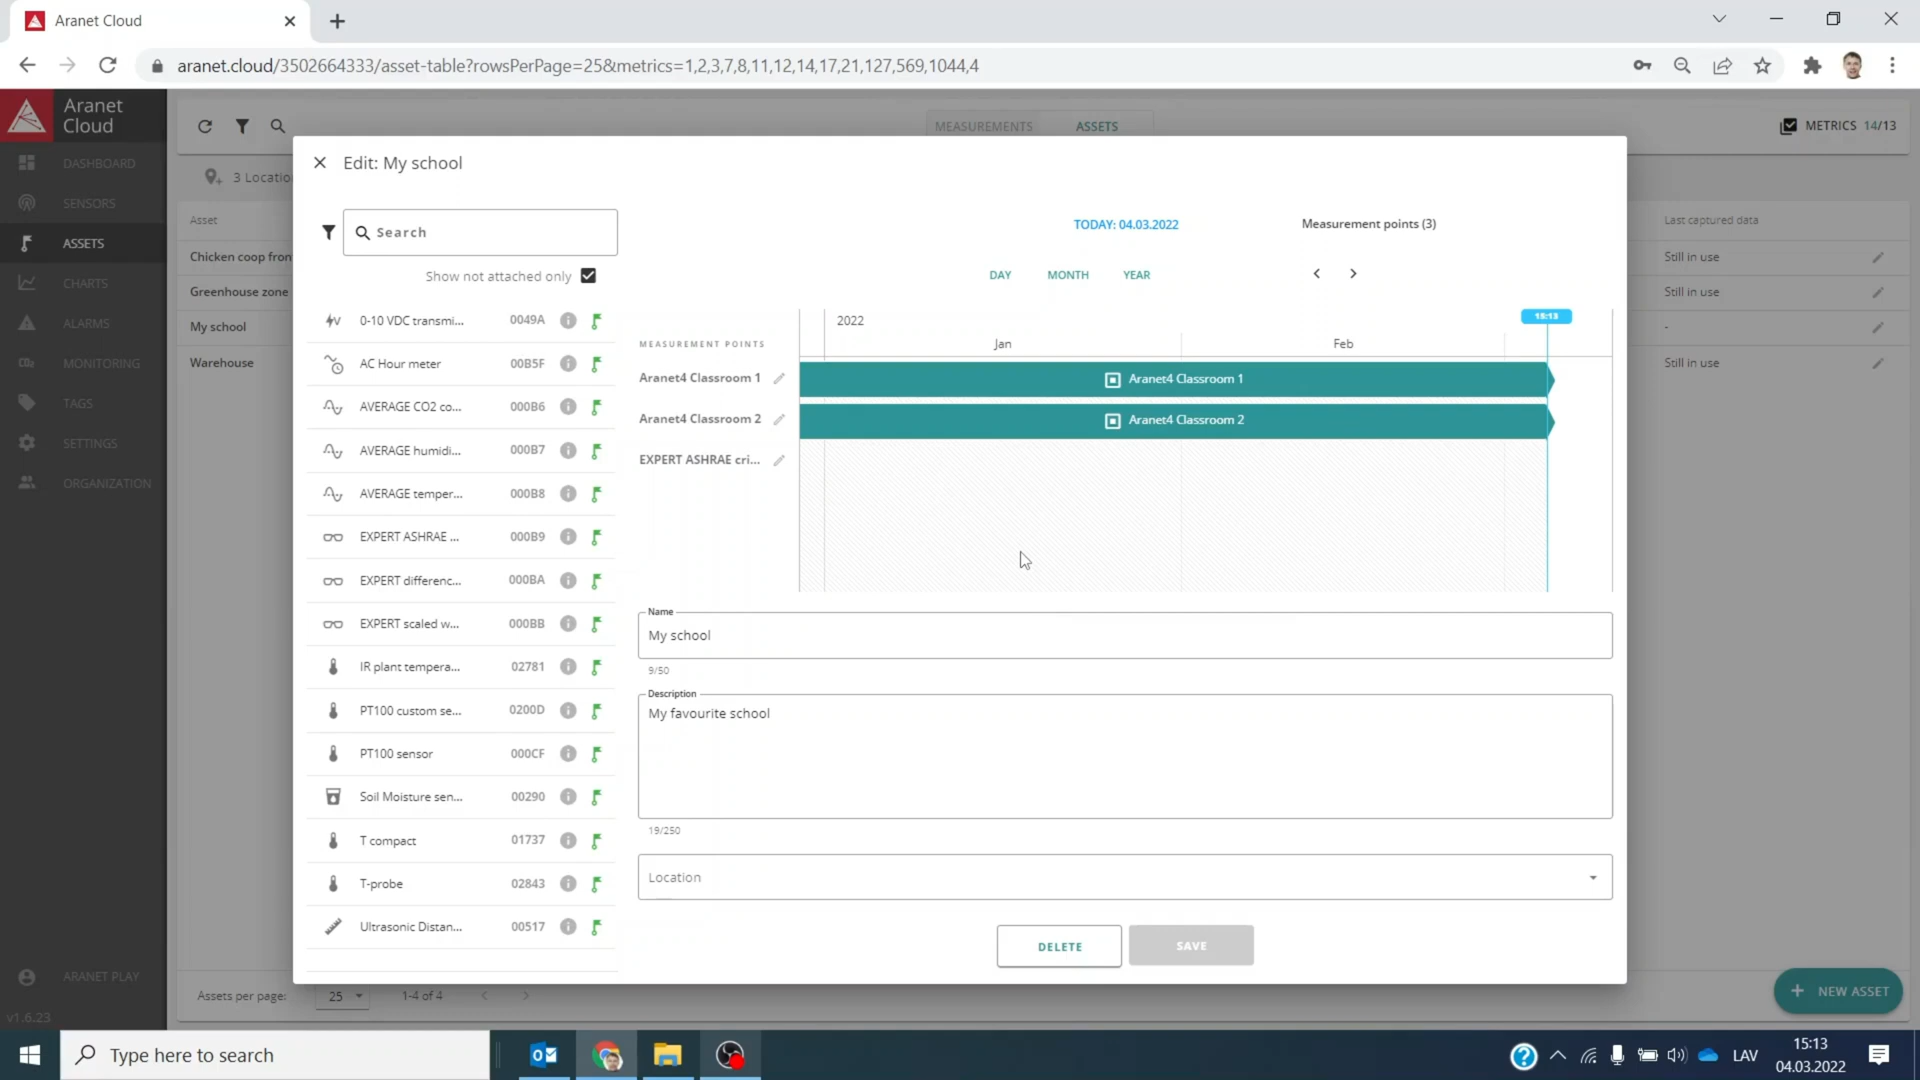 Aranet Cloud
aranet.cloud/3502664333/asset-table?rowsPerPage=25&metrics=1,2,3,7,8,11,12,14,17,21,127,569,1044,4
Aranet
Cloud
DASHBOARD
SENSORS
ASSETS
CHARTS
ALARMS
MONITORING
TAGS
SETTINGS
ORGANIZATION
ARANET PLAY
v1.6.23
MEASUREMENTS
ASSETS
METRICS 14/13
3 Locatio
Asset
Last captured data
Chicken coop fron
Still in use
Greenhouse zone
Still in use
My school
-
Warehouse
Still in use
Edit: My school
Search
Show not attached only
0-10 VDC transmi... 0049A
AC Hour meter 00B5F
AVERAGE CO2 co... 000B6
AVERAGE humidi... 000B7
AVERAGE temper... 000B8
EXPERT ASHRAE ... 000B9
EXPERT differenc... 000BA
EXPERT scaled w... 000BB
IR plant tempera... 02781
PT100 custom se... 0200D
PT100 sensor 000CF
Soil Moisture sen... 00290
T compact 01737
T-probe 02843
Ultrasonic Distan... 00517
TODAY: 04.03.2022
Measurement points (3)
DAY MONTH YEAR
2022
15:13
MEASUREMENT POINTS
Jan
Feb
Aranet4 Classroom 1
Aranet4 Classroom 1
Aranet4 Classroom 2
Aranet4 Classroom 2
EXPERT ASHRAE cri...
Name
My school
9/50
Description
My favourite school
19/250
Location
DELETE
SAVE
Assets per page: 25
1-4 of 4
+ NEW ASSET
Type here to search
LAV
15:13
04.03.2022